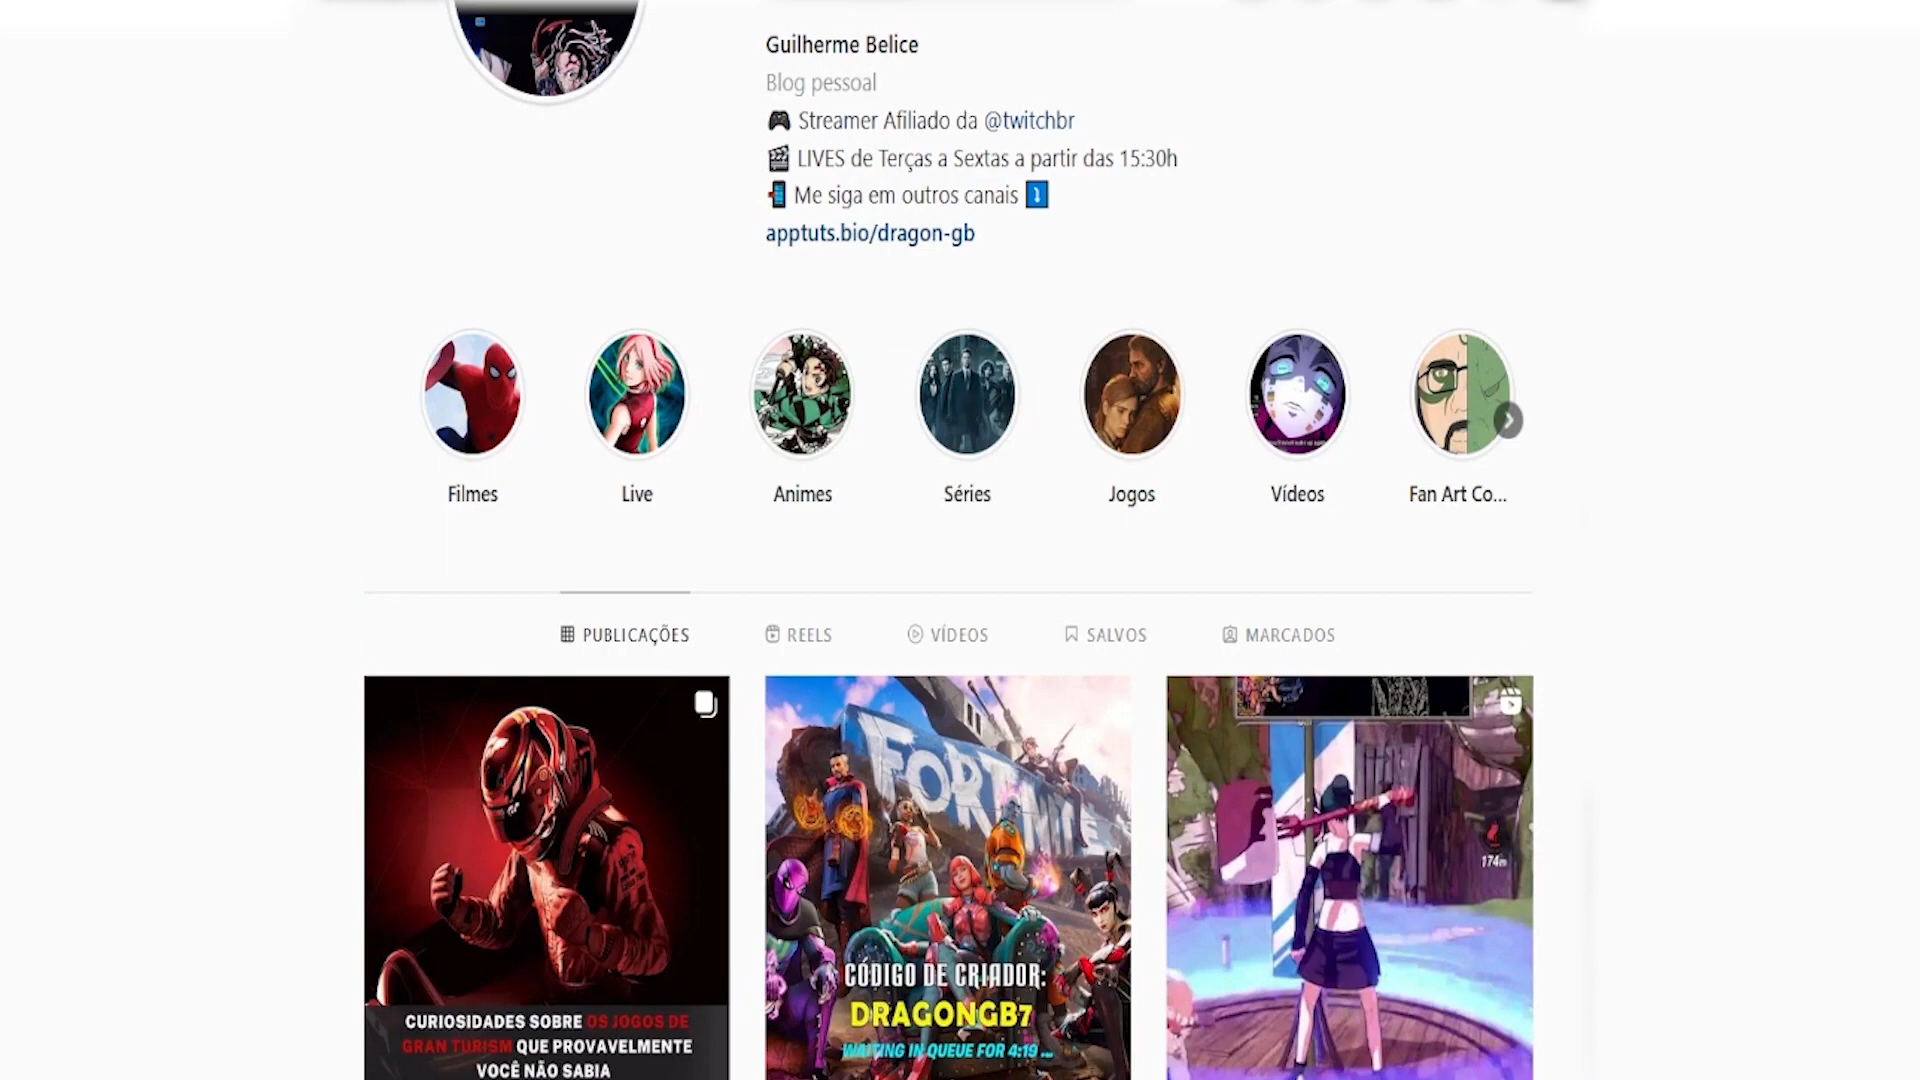 Guilherme Belice
Blog pessoal
🎮 Streamer Afiliado da @twitchbr
🎬 LIVES de Terças a Sextas a partir das 15:30h
📲 Me siga em outros canais ⤵
apptuts.bio/dragon-gb
Filmes
Live
Animes
Séries
Jogos
Vídeos
Fan Art Co...
PUBLICAÇÕES
REELS
VÍDEOS
SALVOS
MARCADOS
CURIOSIDADES SOBRE OS JOGOS DE
GRAN TURISM QUE PROVAVELMENTE
VOCÊ NÃO SABIA
FORTNITE
CÓDIGO DE CRIADOR:
DRAGONGB7
WAITING IN QUEUE FOR 4:19 ...
174m